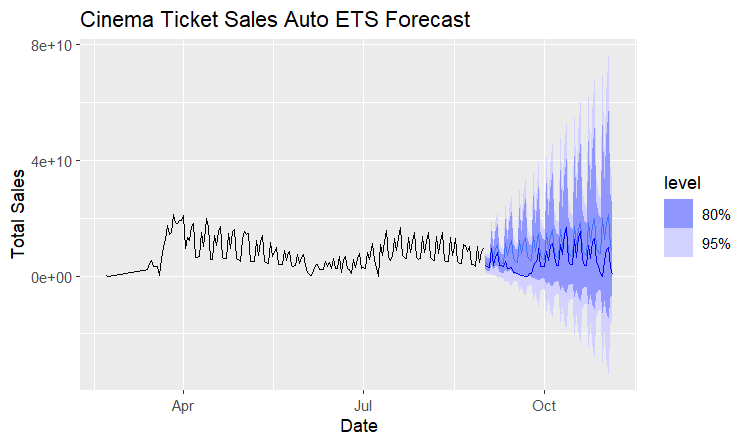 Cinema Ticket Sales Auto ETS Forecast
8e+10
4e+10
0e+00
Total Sales
Apr
Jul
Oct
Date
level
80%
95%